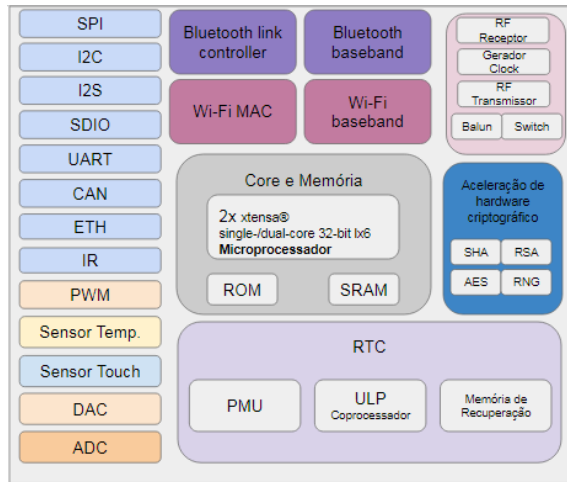 SPI
I2C
I2S
SDIO
UART
CAN
ETH
IR
PWM
Sensor Temp.
Sensor Touch
DAC
ADC
Bluetooth link
controller
Bluetooth
baseband
Wi-Fi MAC
Wi-Fi
baseband
RF
Receptor
Gerador
Clock
RF
Transmissor
Balun
Switch
Core e Memória
2x xtensa®
single-/dual-core 32-bit lx6
Microprocessador
ROM
SRAM
Aceleração de
hardware
criptográfico
SHA
RSA
AES
RNG
RTC
PMU
ULP
Coprocessador
Memória de
Recuperação